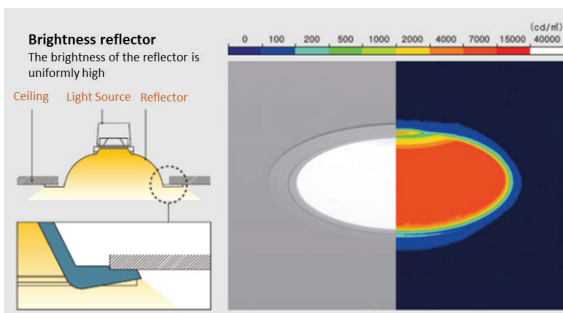 Brightness reflector
The brightness of the reflector is
uniformly high
Ceiling Light Source Reflector
(cd/㎡)
0 100 200 500 1000 2000 4000 7000 15000 40000